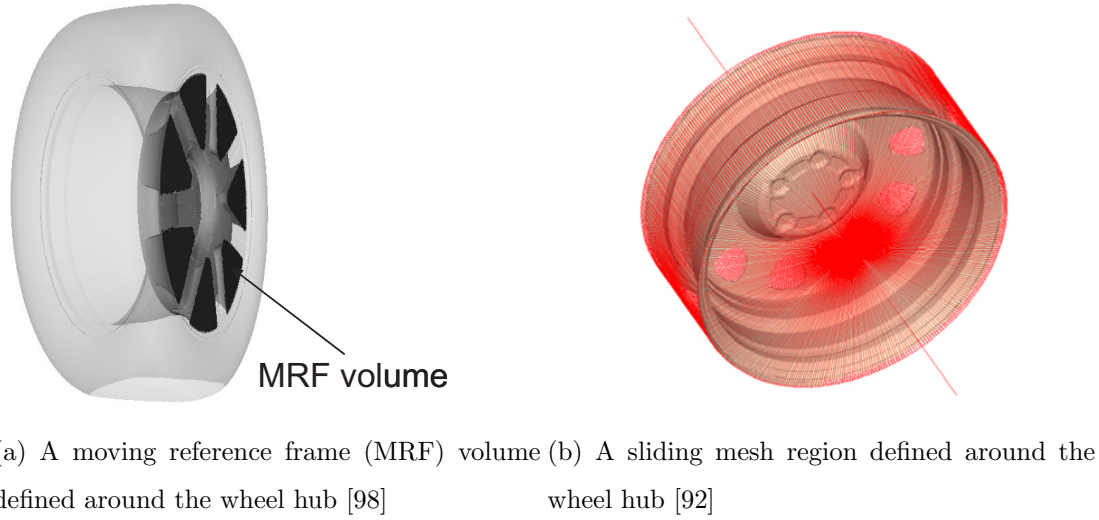 MRF volume
(a) A moving reference frame (MRF) volume
defined around the wheel hub [98]
(b) A sliding mesh region defined around the
wheel hub [92]